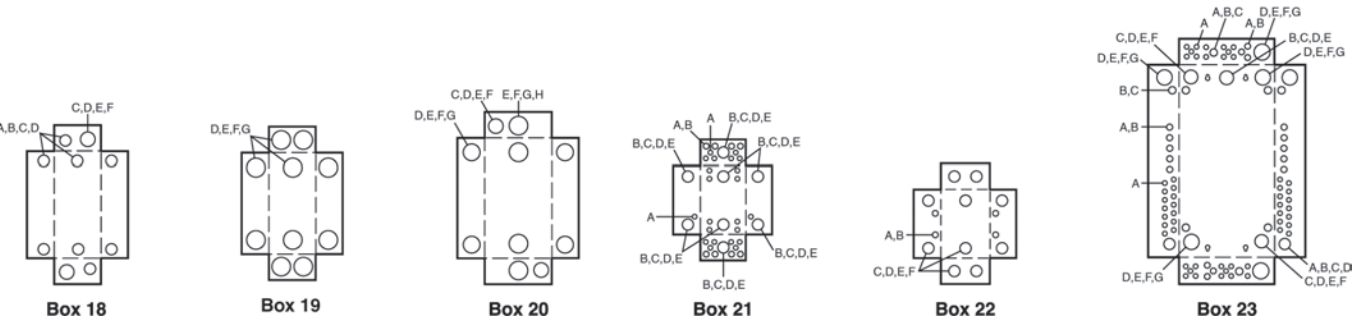 A,B,C,D
C,D,E,F
Box 18
D,E,F,G
Box 19
D,E,F,G
C,D,E,F
E,F,G,H
Box 20
B,C,D,E
A,B
A
B,C,D,E
B,C,D,E
A
B,C,D,E
B,C,D,E
B,C,D,E
Box 21
A,B
C,D,E,F
Box 22
A,B,C
D,E,F,G
A
A,B
C,D,E,F
B,C,D,E
D,E,F,G
D,E,F,G
B,C
A,B
A
D,E,F,G
A,B,C,D
C,D,E,F
Box 23